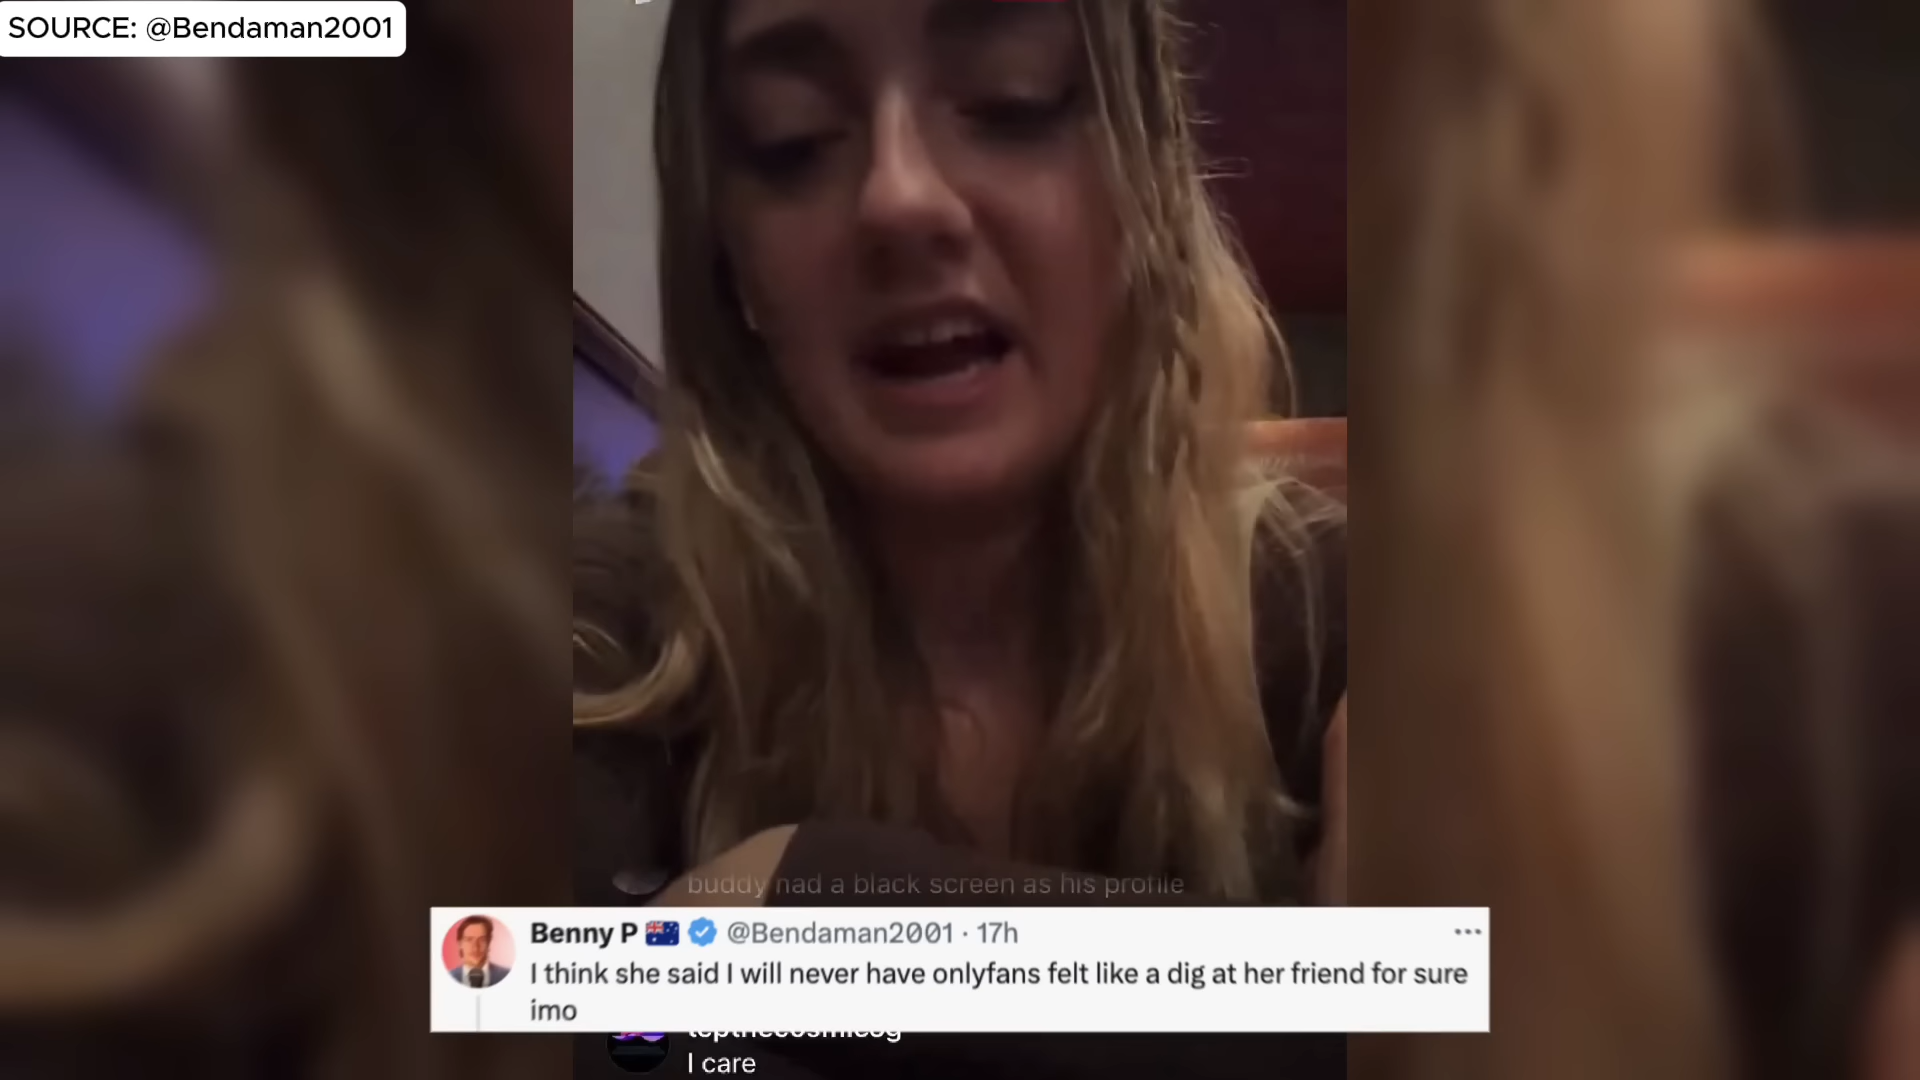 SOURCE: @Bendaman2001
buddy had a black screen as his profile
Benny P @Bendaman2001 · 17h
I think she said I will never have onlyfans felt like a dig at her friend for sure
imo
I care